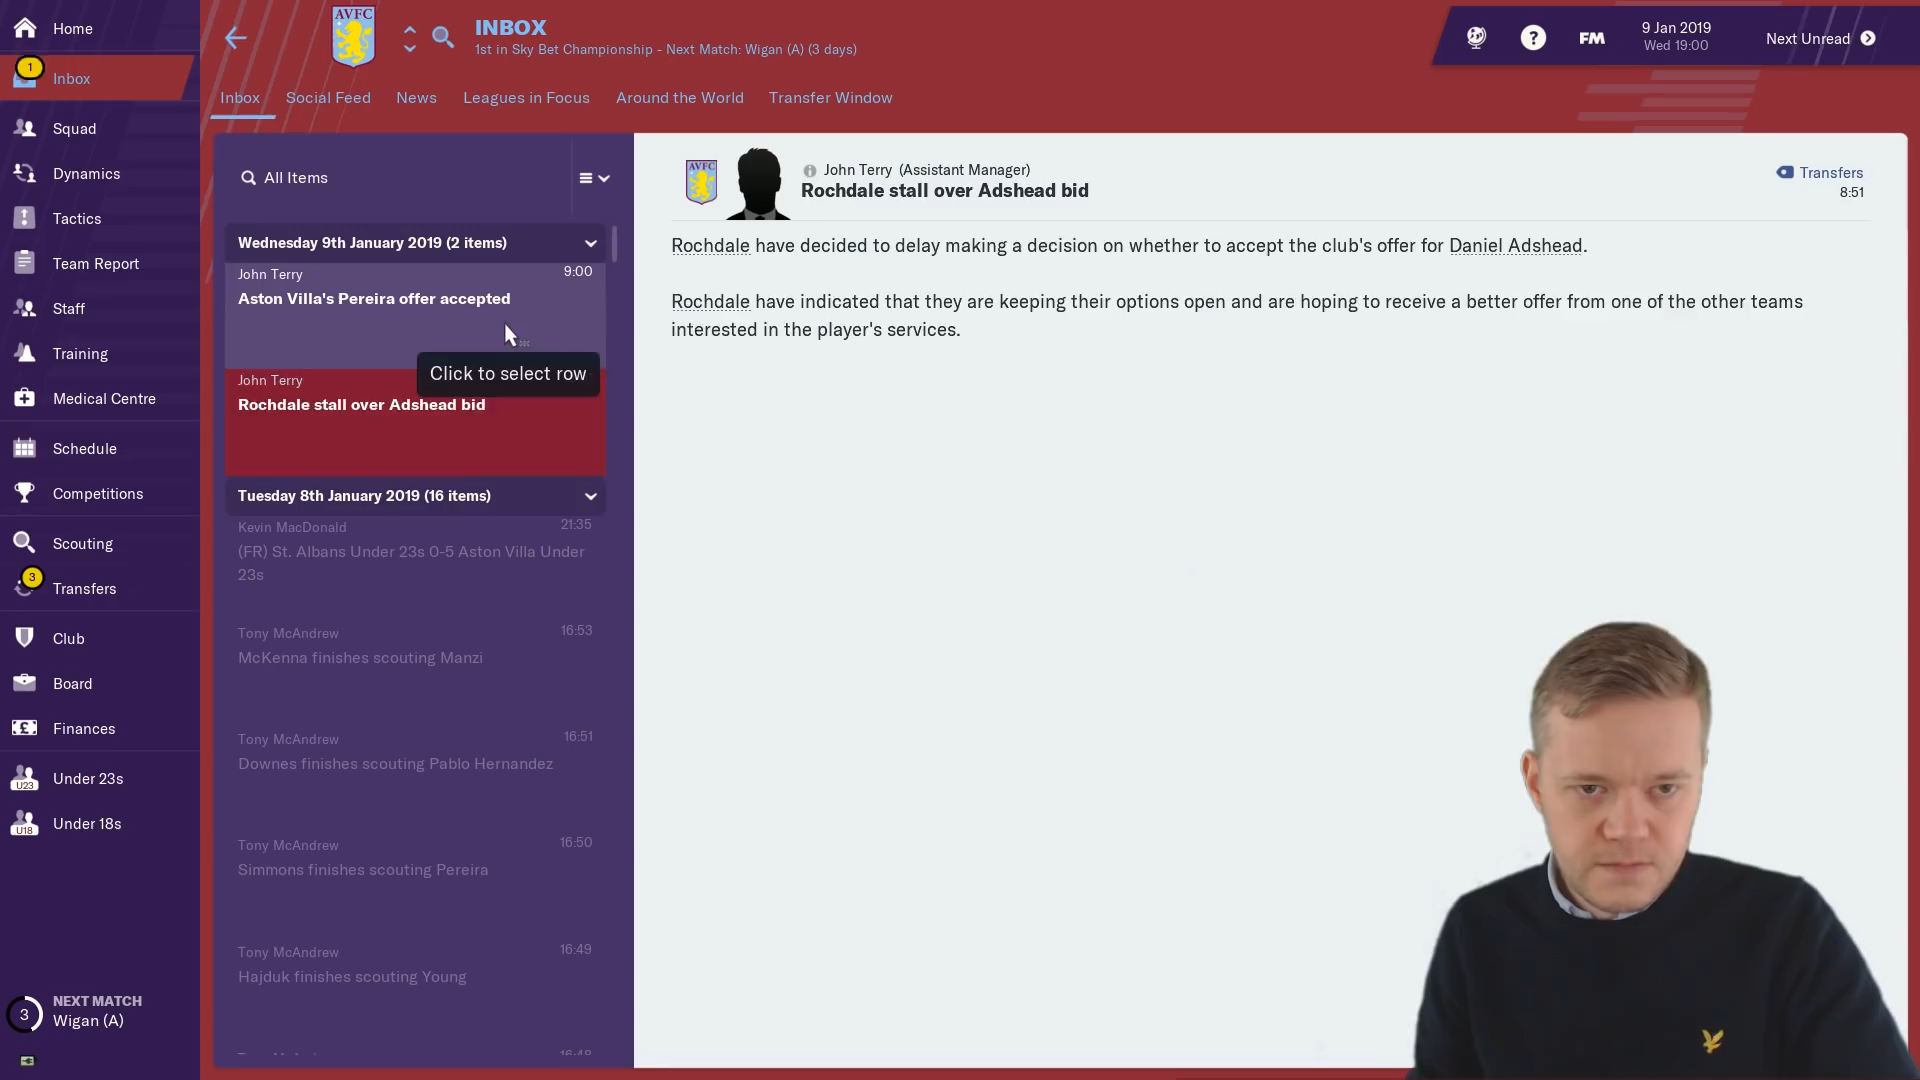 Home
1
Inbox
Squad
Dynamics
Tactics
Team Report
Staff
Training
Medical Centre
Schedule
Competitions
Scouting
3
Transfers
Club
Board
Finances
U23
Under 23s
U18
Under 18s
3
NEXT MATCH
Wigan (A)
AVFC
INBOX
1st in Sky Bet Championship - Next Match: Wigan (A) (3 days)
?
FM
9 Jan 2019
Wed 19:00
Next Unread
Inbox
Social Feed
News
Leagues in Focus
Around the World
Transfer Window
All Items
Wednesday 9th January 2019 (2 items)
John Terry
9:00
Aston Villa's Pereira offer accepted
Click to select row
John Terry
Rochdale stall over Adshead bid
Tuesday 8th January 2019 (16 items)
Kevin MacDonald
21:35
(FR) St. Albans Under 23s 0-5 Aston Villa Under
23s
Tony McAndrew
16:53
McKenna finishes scouting Manzi
Tony McAndrew
16:51
Downes finishes scouting Pablo Hernandez
Tony McAndrew
16:50
Simmons finishes scouting Pereira
Tony McAndrew
16:49
Hajduk finishes scouting Young
AVFC
John Terry (Assistant Manager)
Rochdale stall over Adshead bid
Transfers
8:51
Rochdale have decided to delay making a decision on whether to accept the club's offer for Daniel Adshead.
Rochdale have indicated that they are keeping their options open and are hoping to receive a better offer from one of the other teams
interested in the player's services.